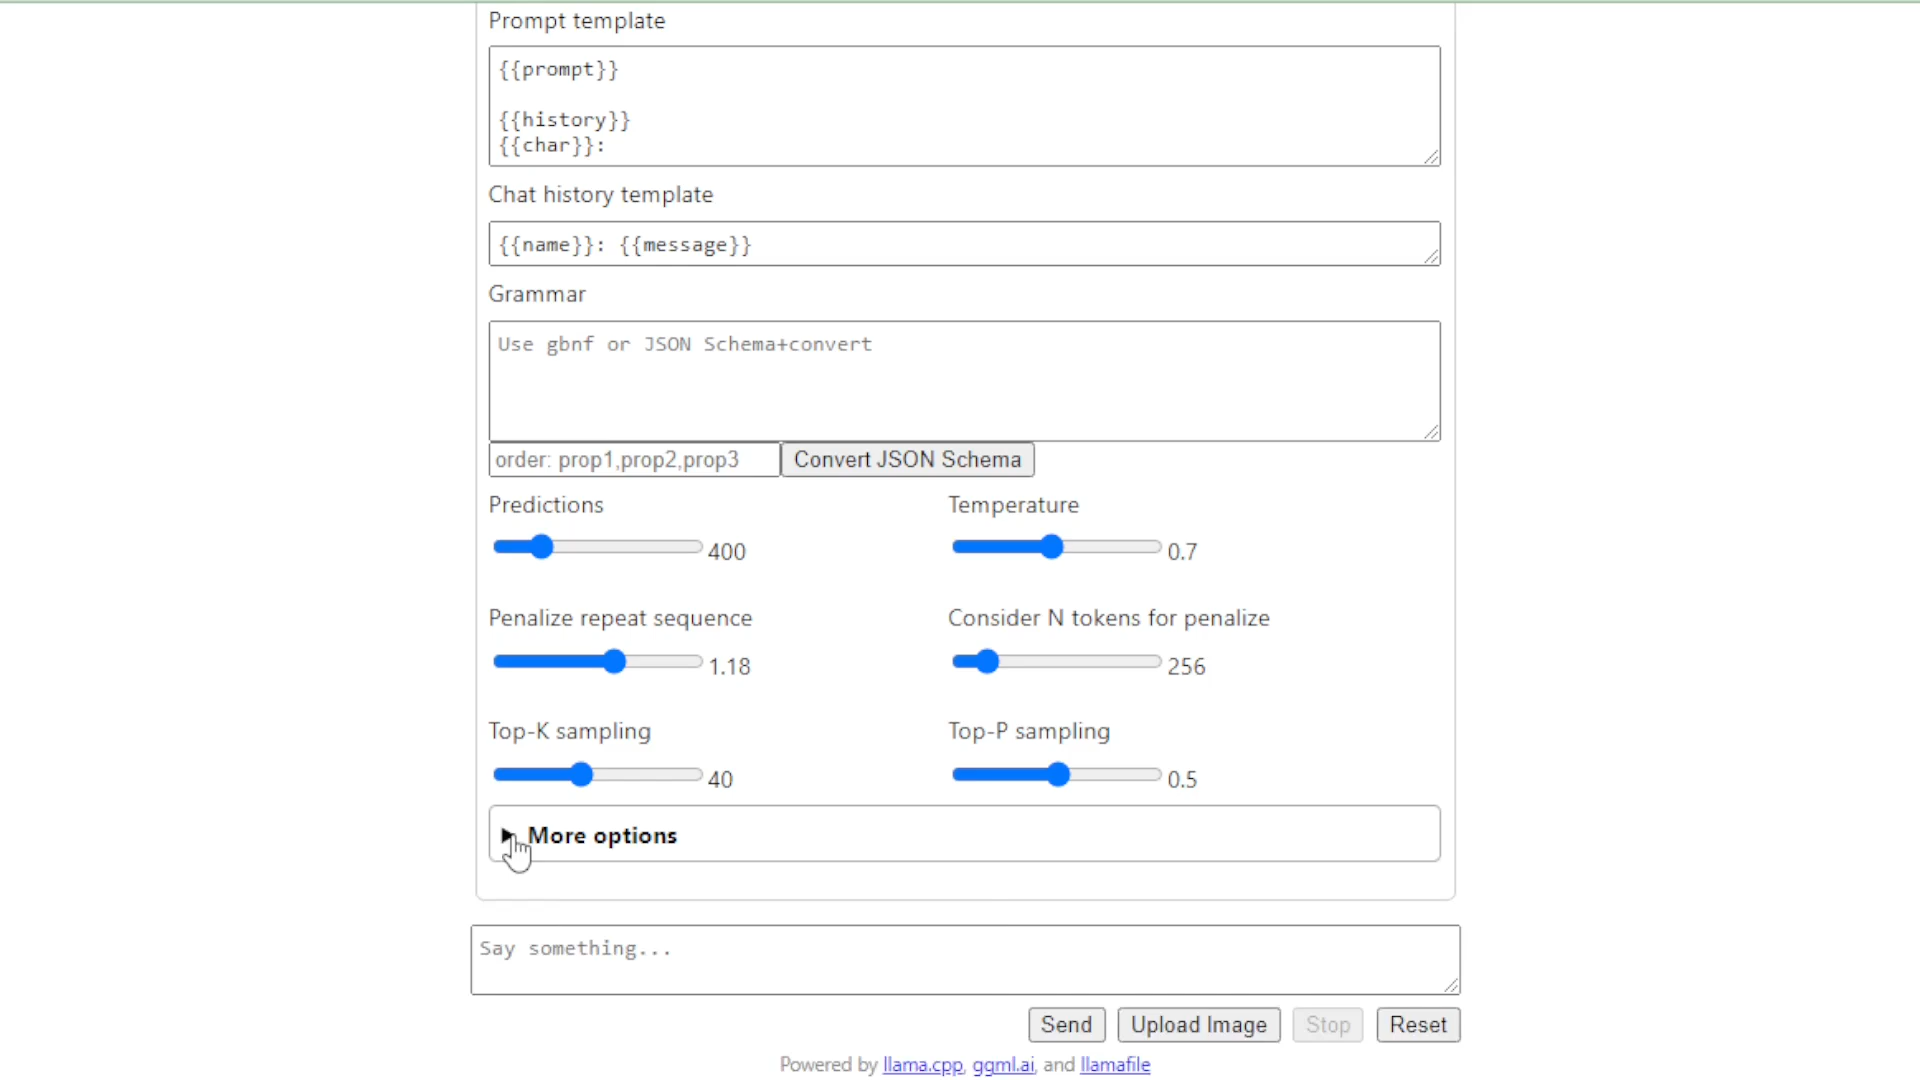 Prompt template
{{prompt}}
{{history}}
{{char}}:
Chat history template
{{name}}: {{message}}
Grammar
Use gbnf or JSON Schema+convert
order: prop1,prop2,prop3 Convert JSON Schema
Predictions Temperature
400 0.7
Penalize repeat sequence Consider N tokens for penalize
1.18 256
Top-K sampling Top-P sampling
40 0.5
More options
Say something...
Send Upload Image Stop Reset
Powered by llama.cpp, ggml.ai, and llamafile